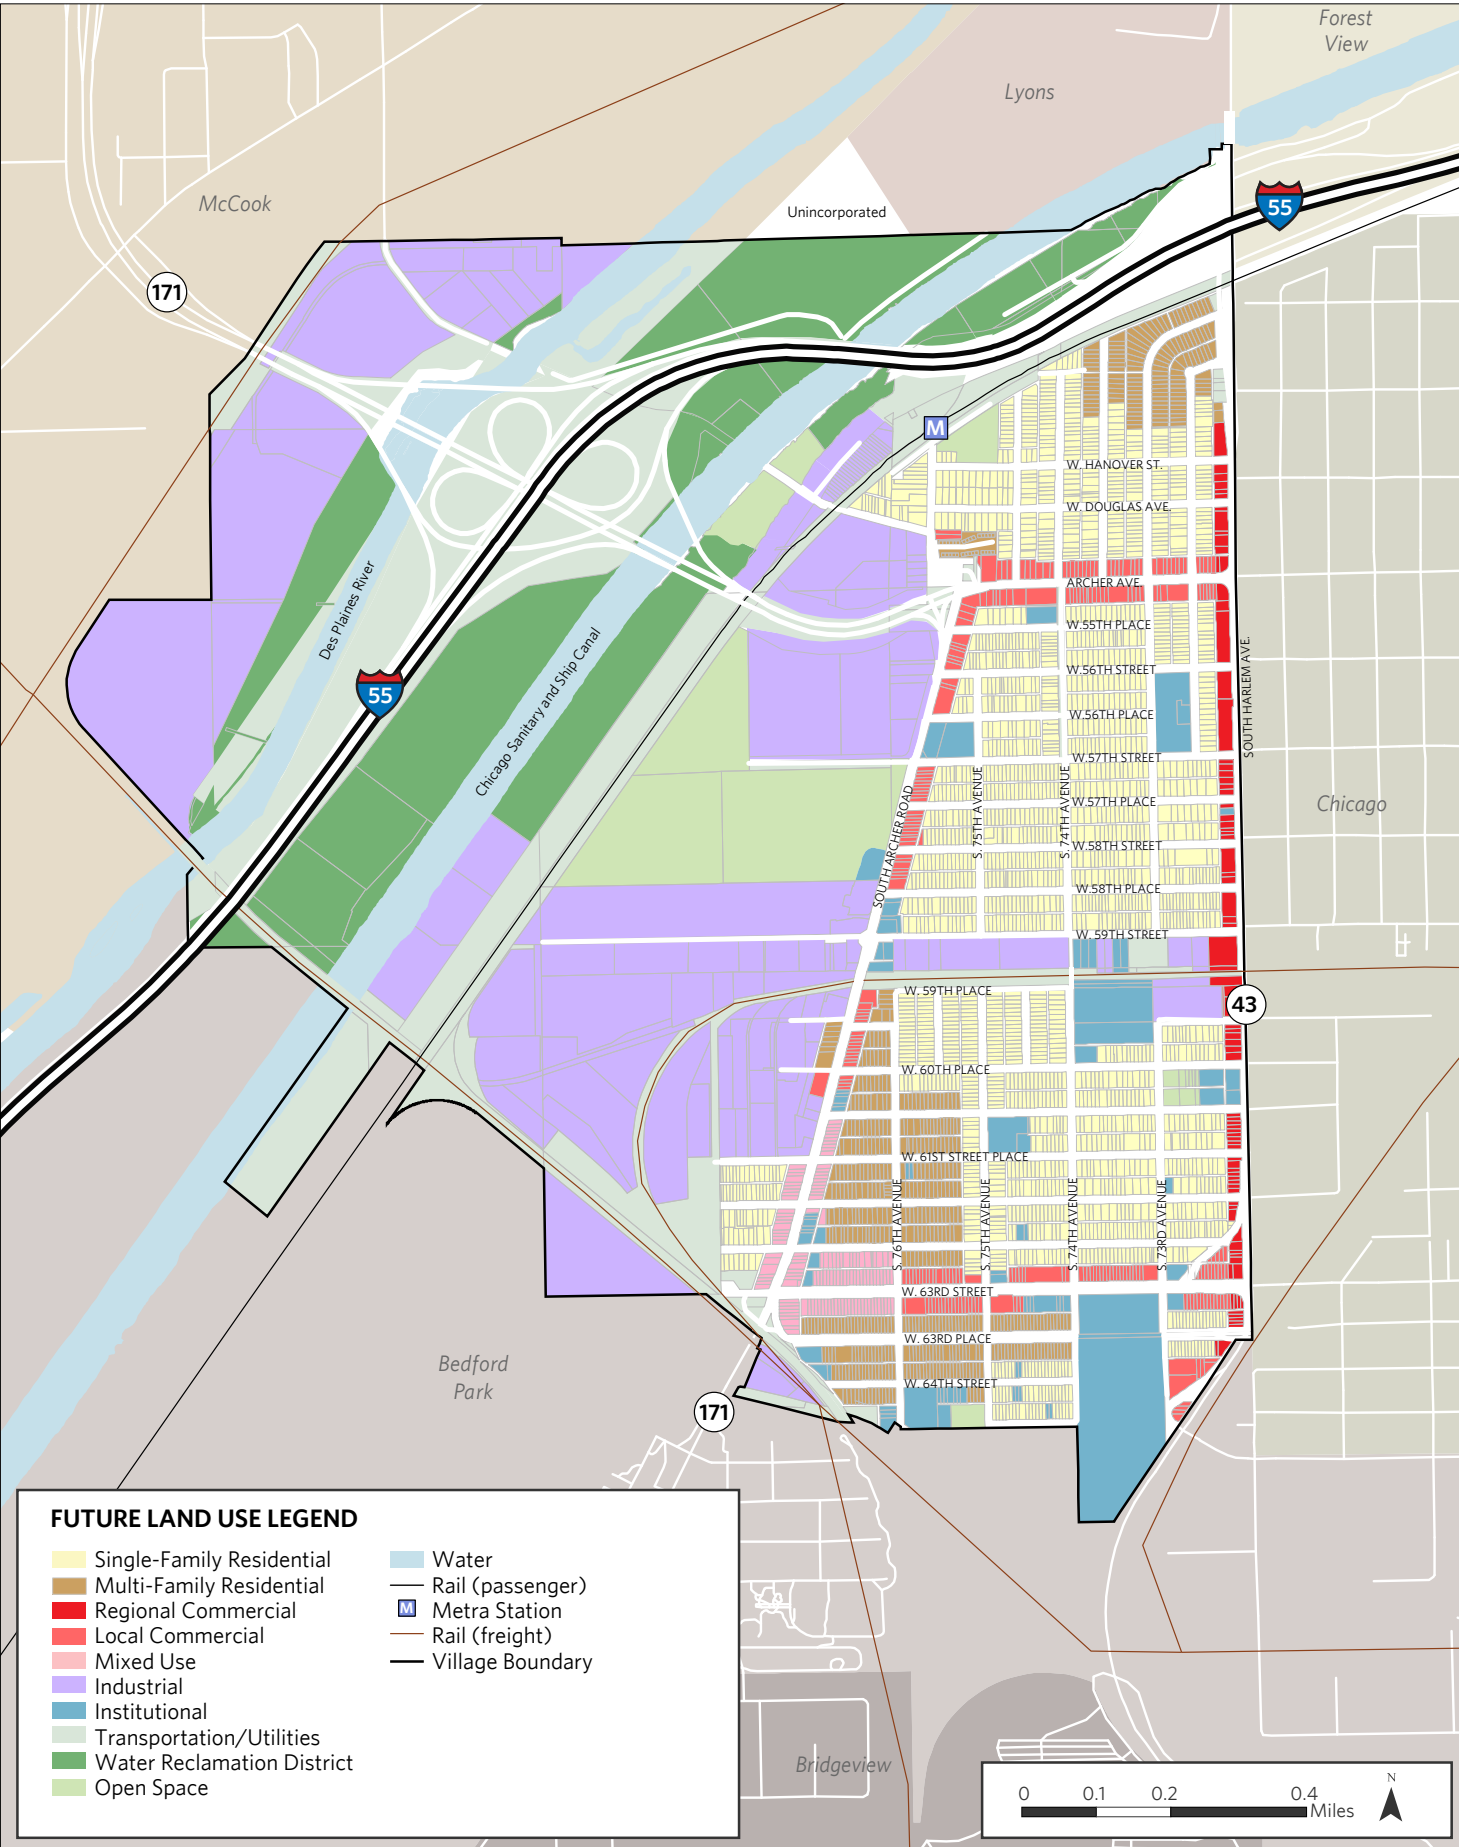 Forest
View
Lyons
McCook
Unincorporated
55
171
M
W. HANOVER ST.
W. DOUGLAS AVE.
ARCHER AVE.
W.55TH PLACE
Des Plaines River
Chicago Sanitary and Ship Canal
W.56TH STREET
SOUTH HARLEM AVE.
55
W.56TH PLACE
W.57TH STREET
S. 75TH AVENUE
S. 74TH AVENUE
W.57TH PLACE
Chicago
SOUTH ARCHER ROAD
W.58TH STREET
W.58TH PLACE
W. 59TH STREET
W. 59TH PLACE
43
W. 60TH PLACE
W. 61ST STREET PLACE
S. 76TH AVENUE
S. 75TH AVENUE
S. 74TH AVENUE
S. 73RD AVENUE
W. 63RD STREET
W. 63RD PLACE
Bedford
Park
W. 64TH STREET
171
FUTURE LAND USE LEGEND
Single-Family Residential
Multi-Family Residential
Regional Commercial
Local Commercial
Mixed Use
Industrial
Institutional
Transportation/Utilities
Water Reclamation District
Open Space
Water
Rail (passenger)
M Metra Station
Rail (freight)
Village Boundary
Bridgeview
0 0.1 0.2 0.4
Miles
N